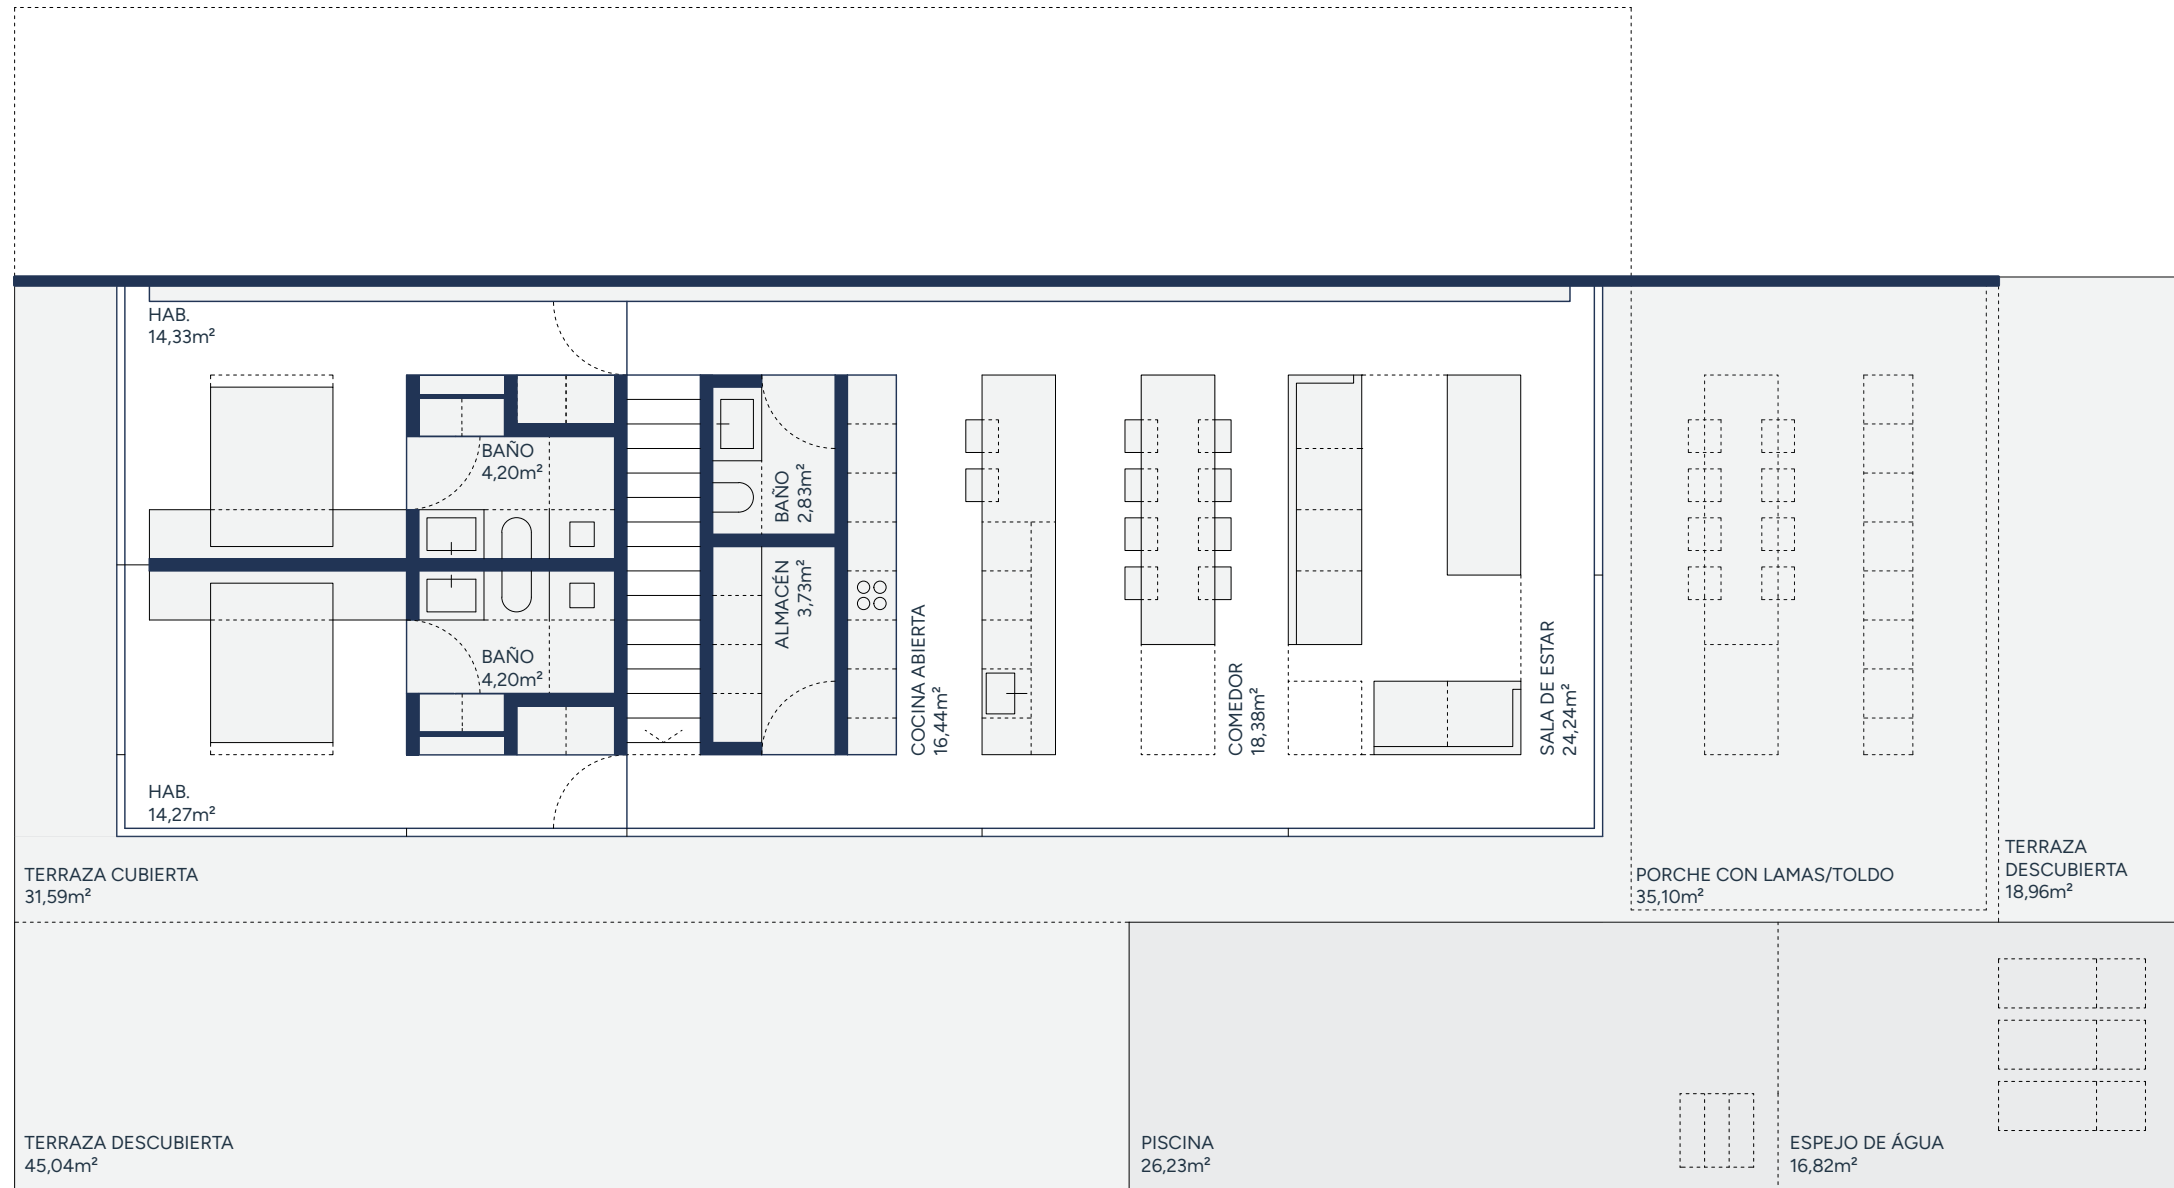 HAB.
14,33m²
BAÑO
4,20m²
BAÑO
2,83m²
ALMACÉN
3,73m²
BAÑO
4,20m²
COCINA ABIERTA
16,44m²
COMEDOR
18,38m²
SALA DE ESTAR
24,24m²
HAB.
14,27m²
TERRAZA CUBIERTA
31,59m²
PORCHE CON LAMAS/TOLDO
35,10m²
TERRAZA
DESCUBIERTA
18,96m²
TERRAZA DESCUBIERTA
45,04m²
PISCINA
26,23m²
ESPEJO DE ÁGUA
16,82m²